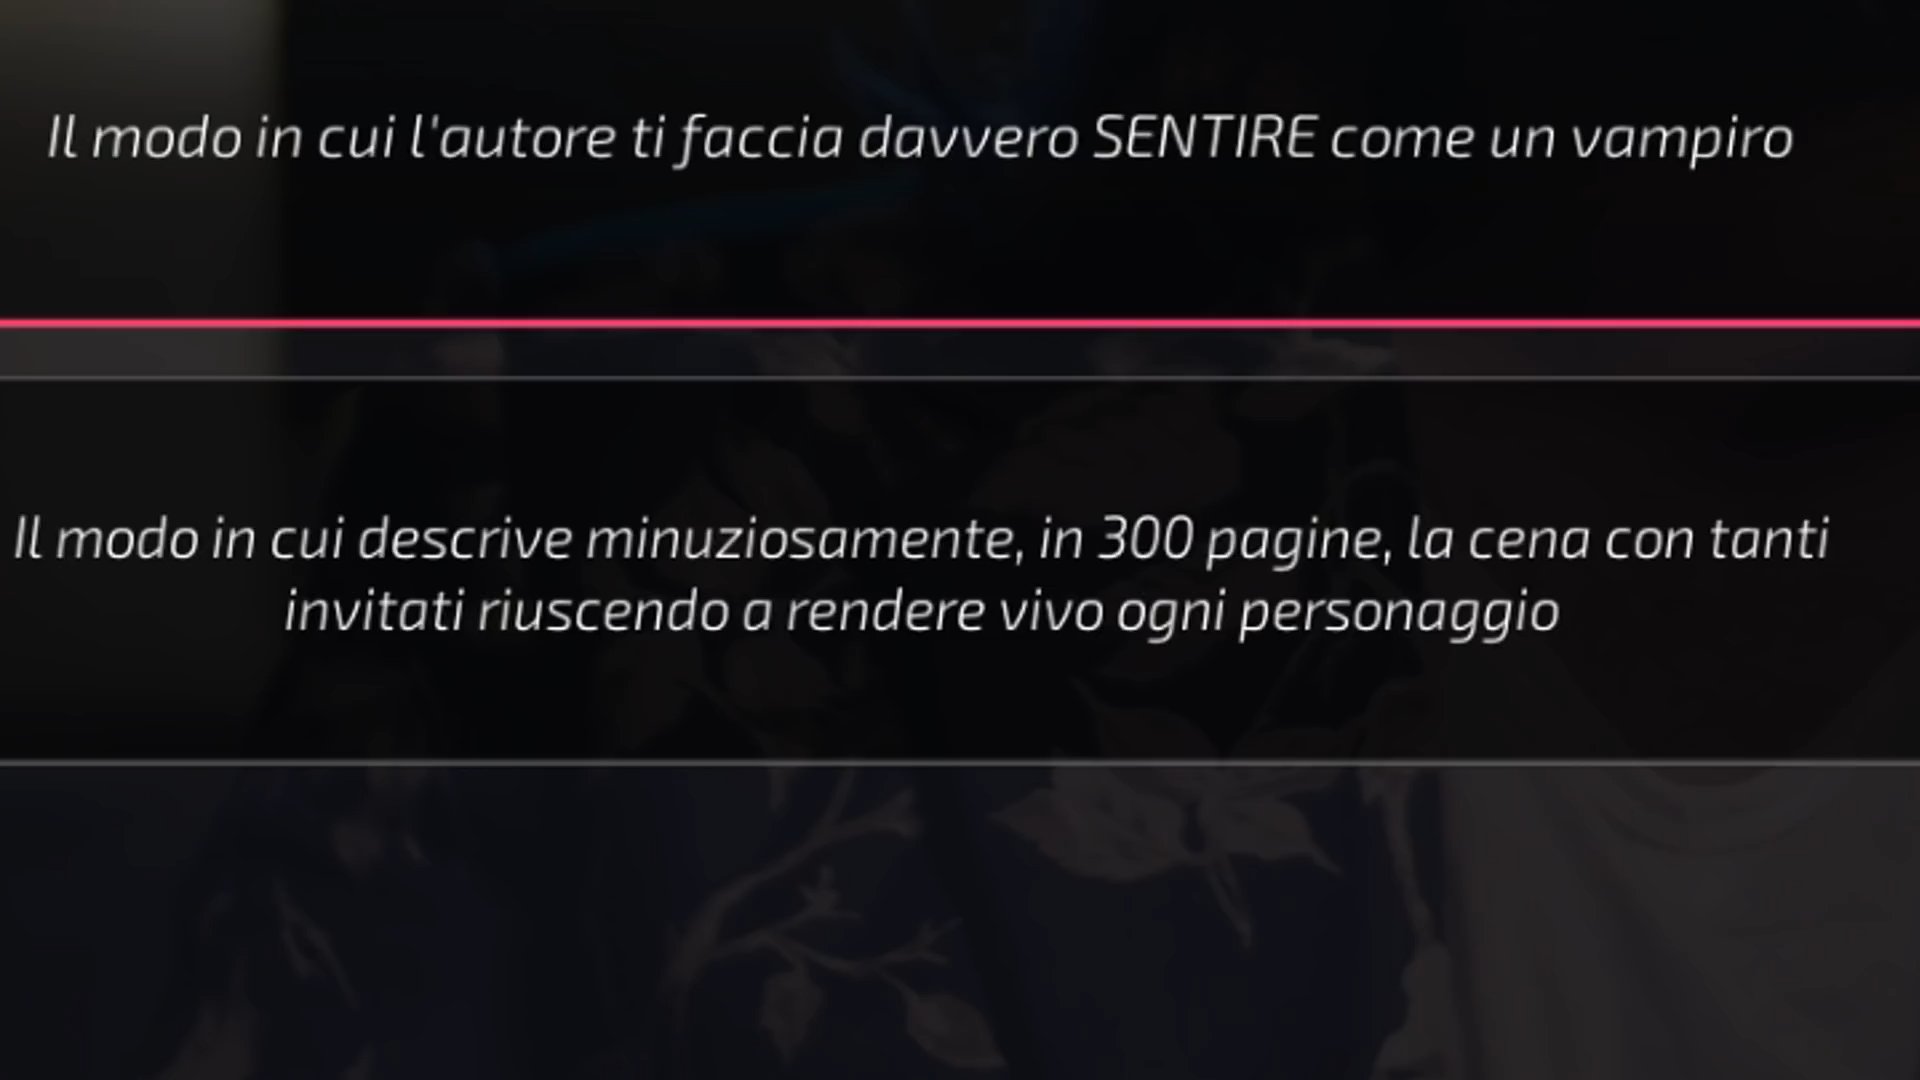 Il modo in cui l'autore ti faccia davvero SENTIRE come un vampiro
Il modo in cui descrive minuziosamente, in 300 pagine, la cena con tanti
invitati riuscendo a rendere vivo ogni personaggio